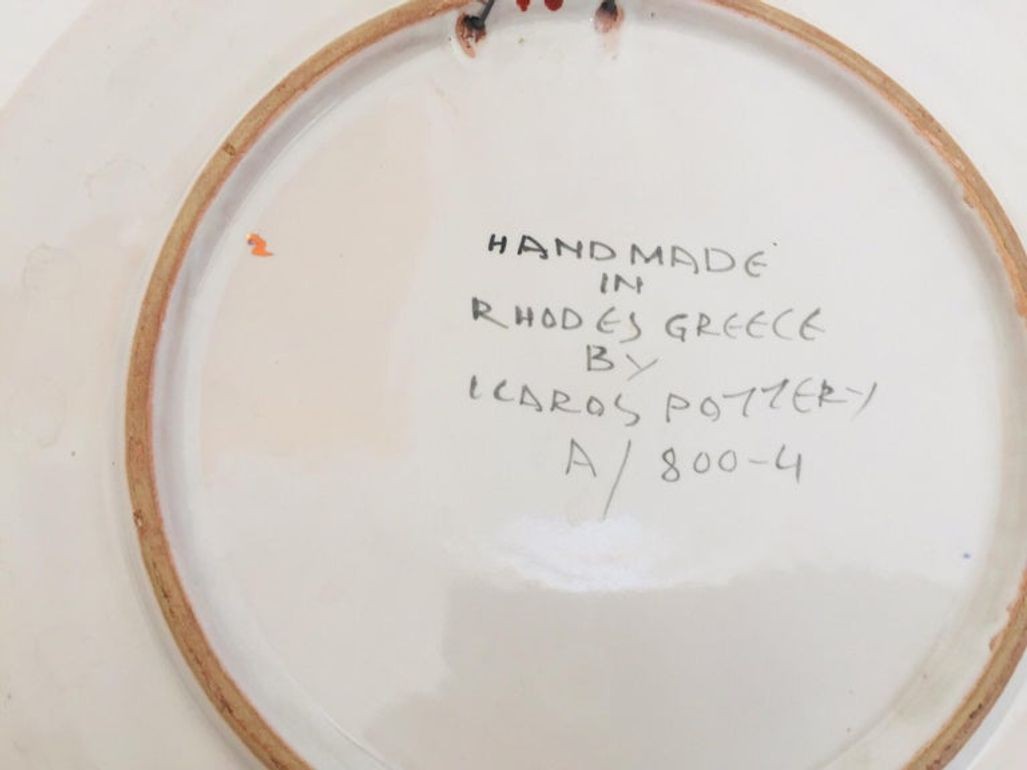 HANDMADE
IN
RHODES GREECE
BY
ICAROS POTTERY
A/800-4